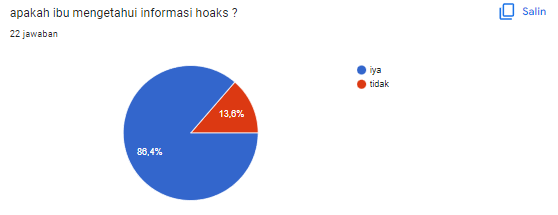 apakah ibu mengetahui informasi hoaks ?
Salin
22 jawaban
iya
tidak
13,6%
86,4%